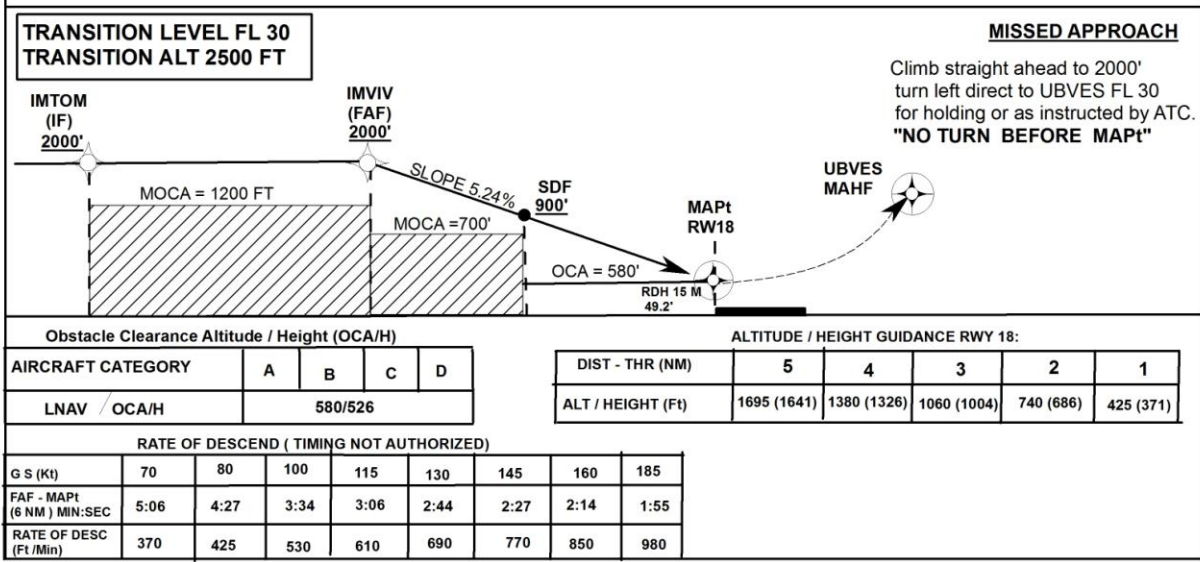 TRANSITION LEVEL FL 30
TRANSITION ALT 2500 FT
MISSED APPROACH
Climb straight ahead to 2000'
turn left direct to UBVES FL 30
for holding or as instructed by ATC.
"NO TURN BEFORE MAPt"
IMTOM
(IF)
2000'
IMVIV
(FAF)
2000'
SLOPE 5.24%
SDF
900'
MOCA = 1200 FT
MOCA =700'
OCA = 580'
MAPt
RW18
RDH 15 M
49.2'
UBVES
MAHF
Obstacle Clearance Altitude / Height (OCA/H)
AIRCRAFT CATEGORY A B C D
LNAV / OCA/H 580/526
ALTITUDE / HEIGHT GUIDANCE RWY 18:
DIST - THR (NM) 5 4 3 2 1
ALT / HEIGHT (Ft) 1695 (1641) 1380 (1326) 1060 (1004) 740 (686) 425 (371)
RATE OF DESCEND ( TIMING NOT AUTHORIZED)
G S (Kt) 70 80 100 115 130 145 160 185
FAF - MAPt
(6 NM ) MIN:SEC 5:06 4:27 3:34 3:06 2:44 2:27 2:14 1:55
RATE OF DESC
(Ft /Min) 370 425 530 610 690 770 850 980